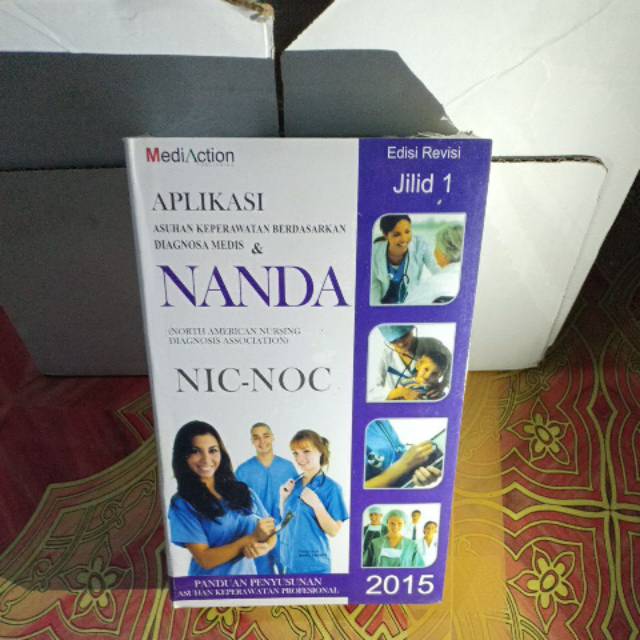 MediAction
Edisi Revisi
Jilid 1
APLIKASI
ASUHAN KEPERAWATAN BERDASARKAN
DIAGNOSA MEDIS &
NANDA
(NORTH AMERICAN NURSING
DIAGNOSIS ASSOCIATION)
NIC-NOC
PANDUAN PENYUSUNAN
ASUHAN KEPERAWATAN PROFESIONAL
2015